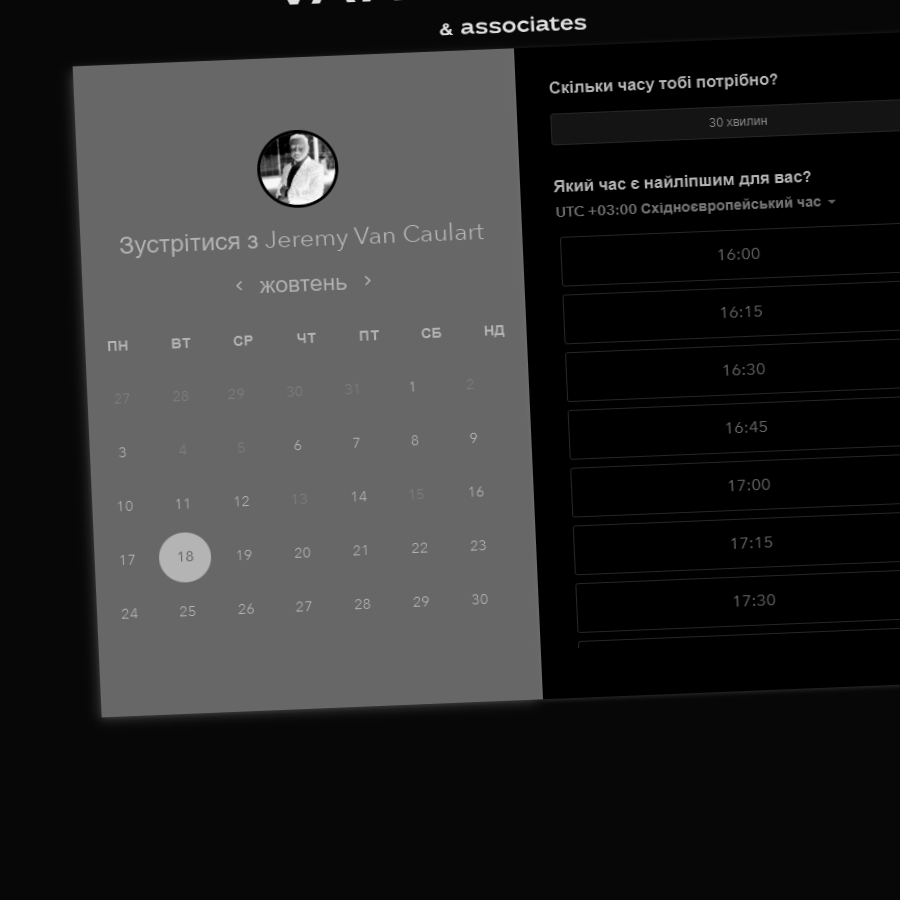 & associates
Скільки часу тобі потрібно?
30 хвилин
Який час є найліпшим для вас?
UTC +03:00 Східноєвропейський час
16:00
16:15
16:30
16:45
17:00
17:15
17:30
Зустрітися з Jeremy Van Caulart
жовтень
ПН ВТ СР ЧТ ПТ СБ НД
27 28 29 30 31 1 2
3 4 5 6 7 8 9
10 11 12 13 14 15 16
17 18 19 20 21 22 23
24 25 26 27 28 29 30